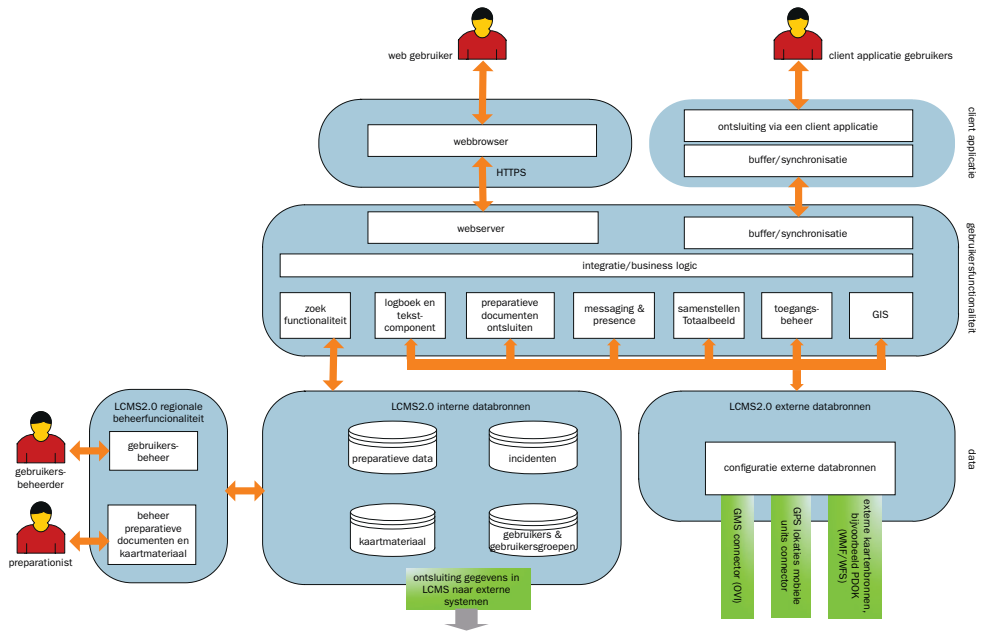 web gebruiker
client applicatie gebruikers
client applicatie
webbrowser
HTTPS
ontsluiting via een client applicatie
buffer/synchronisatie
gebruikersfunctionaliteit
webserver
buffer/synchronisatie
integratie/business logic
zoek
functionaliteit
logboek en
tekst-
component
preparatieve
documenten
ontsluiten
messaging &
presence
samenstellen
Totaalbeeld
toegangs-
beheer
GIS
LCMS2.0 regionale
beheerfuncionaliteit
gebruikers-
beheer
beheer
preparatieve
documenten en
kaartmateriaal
gebruikers-
beheerder
preparationist
LCMS2.0 interne databronnen
preparatieve data
incidenten
kaartmateriaal
gebruikers &
gebruikersgroepen
ontsluiting gegevens in
LCMS naar externe
systemen
LCMS2.0 externe databronnen
data
configuratie externe databronnen
GMS connector (OVI)
GPS lokaties mobiele
units connector
externe kaartenbronnen,
bijvoorbeeld PDOK
(WMF/WFS)